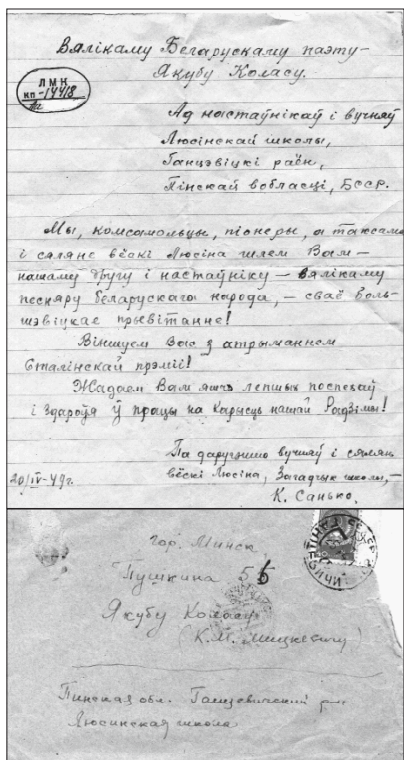 Вялікаму Беларускаму паэту—
Якубу Коласу.
ЛМК
кп-14418
Ад настаўнікаў і вучняў
Люсінскай школы,
Ганцэвіцкі раён,
Пінскай вобласці, БССР.
Мы, комсамольцы, піонеры, а таксама
і сяляне вёскі Люсіна шлем Вам—
нашаму другу і настаўніку — вялікаму
песняру беларускага народа, — сваё боль-
шэвіцкае прывітанне!
Віншуем Вас з атрыманнем
Сталінскай прэміі!
Жадаем Вам яшчэ лепшых поспехаў
і здароўя ў працы на карысць нашай Радзімы!
Па даручэнню вучняў і сялян
вёскі Люсіна, Загадчык школы,—
20/IV-49г.
К. Санько.
гор. Минск
Пушкина 5
Якубу Коласу
(К.М. Мицкевичу)
Пинская обл. Ганцевичский
Люсинская школа